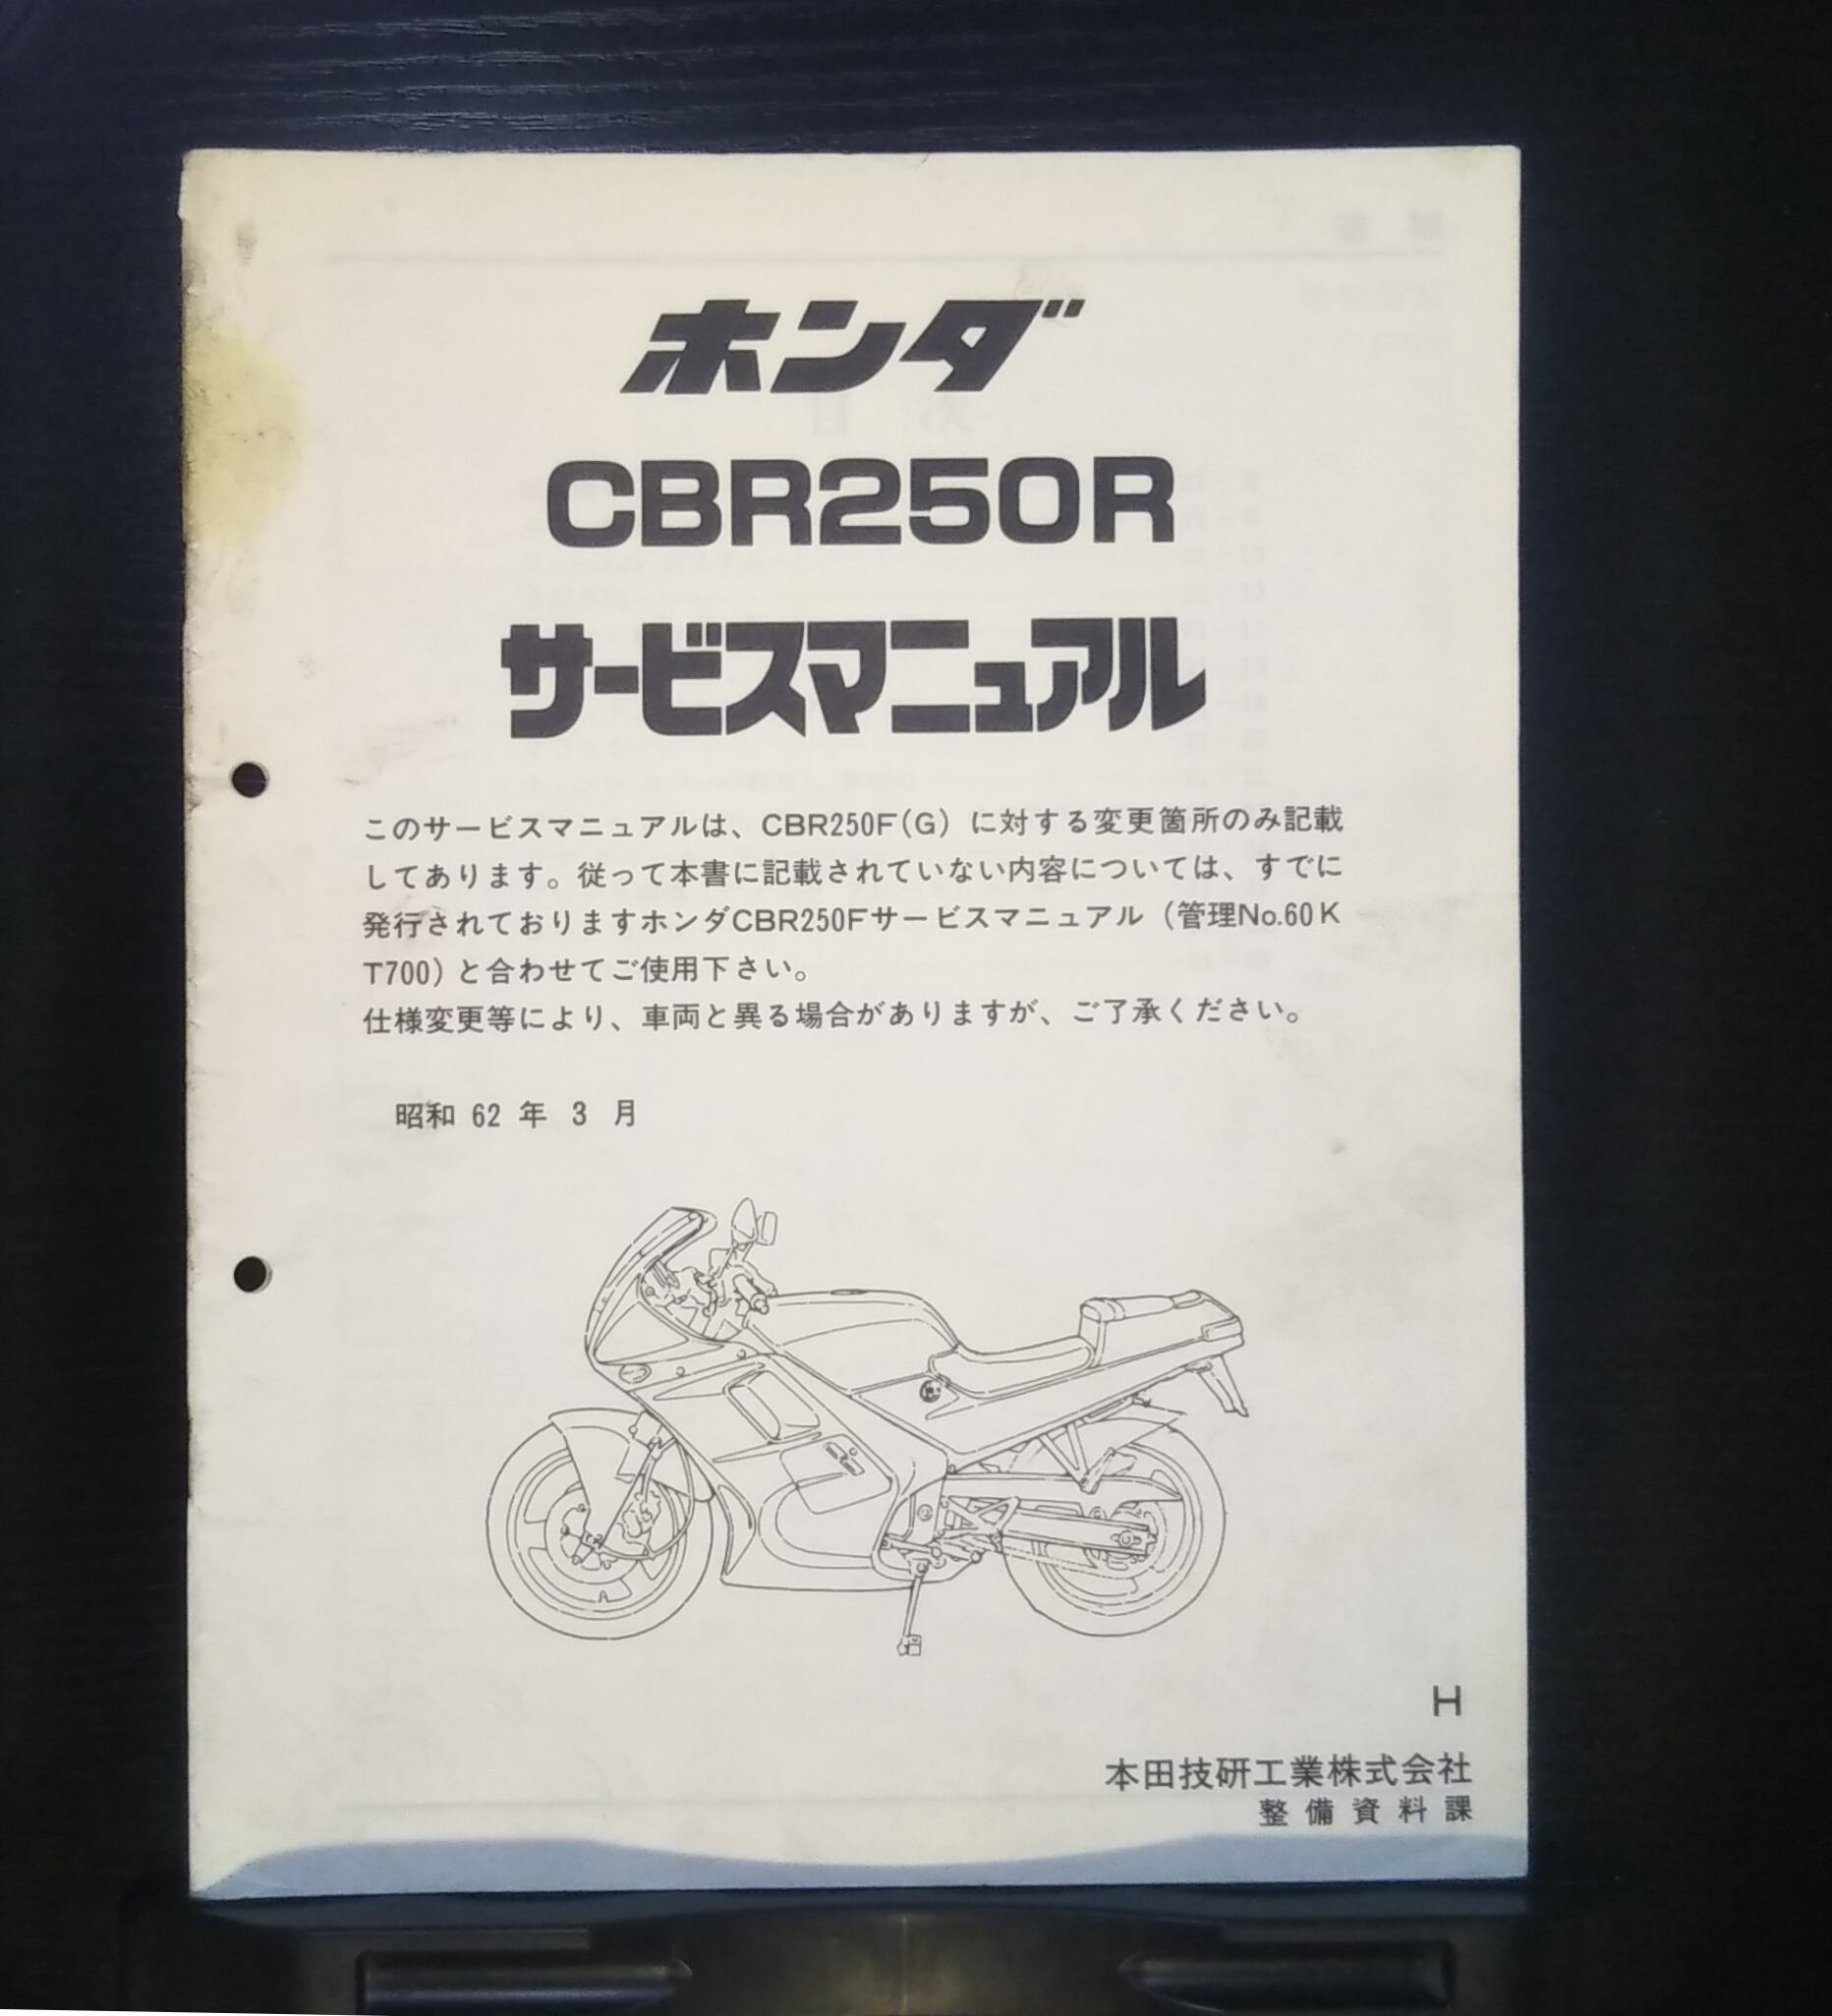 ホンダ
CBR250R
サービスマニュアル
このサービスマニュアルは、CBR250F(G)に対する変更箇所のみ記載
してあります。従って本書に記載されていない内容については、すでに
発行されておりますホンダCBR250Fサービスマニュアル(管理No.60K
T700)と合わせてご使用下さい。
仕様変更等により、車両と異る場合がありますが、ご了承ください。
昭和 62 年 3 月
H
本田技研工業株式会社
整備資料課